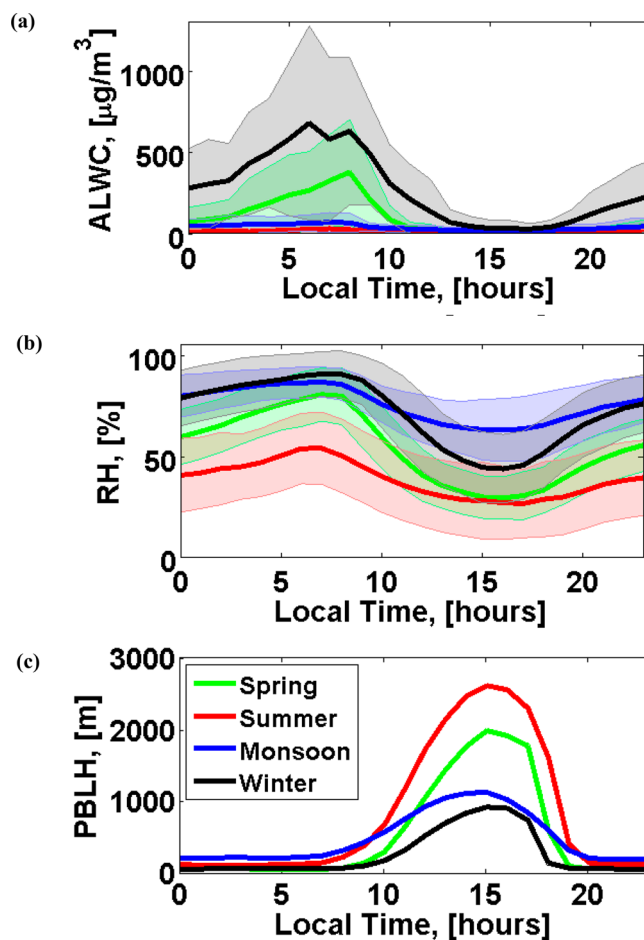 (a)
ALWC, [µg/m³]
1000
500
0
0 5 10 15 20
Local Time, [hours]
(b)
RH, [%]
100
50
0
0 5 10 15 20
Local Time, [hours]
(c)
PBLH, [m]
3000
2000
1000
0
Spring
Summer
Monsoon
Winter
0 5 10 15 20
Local Time, [hours]